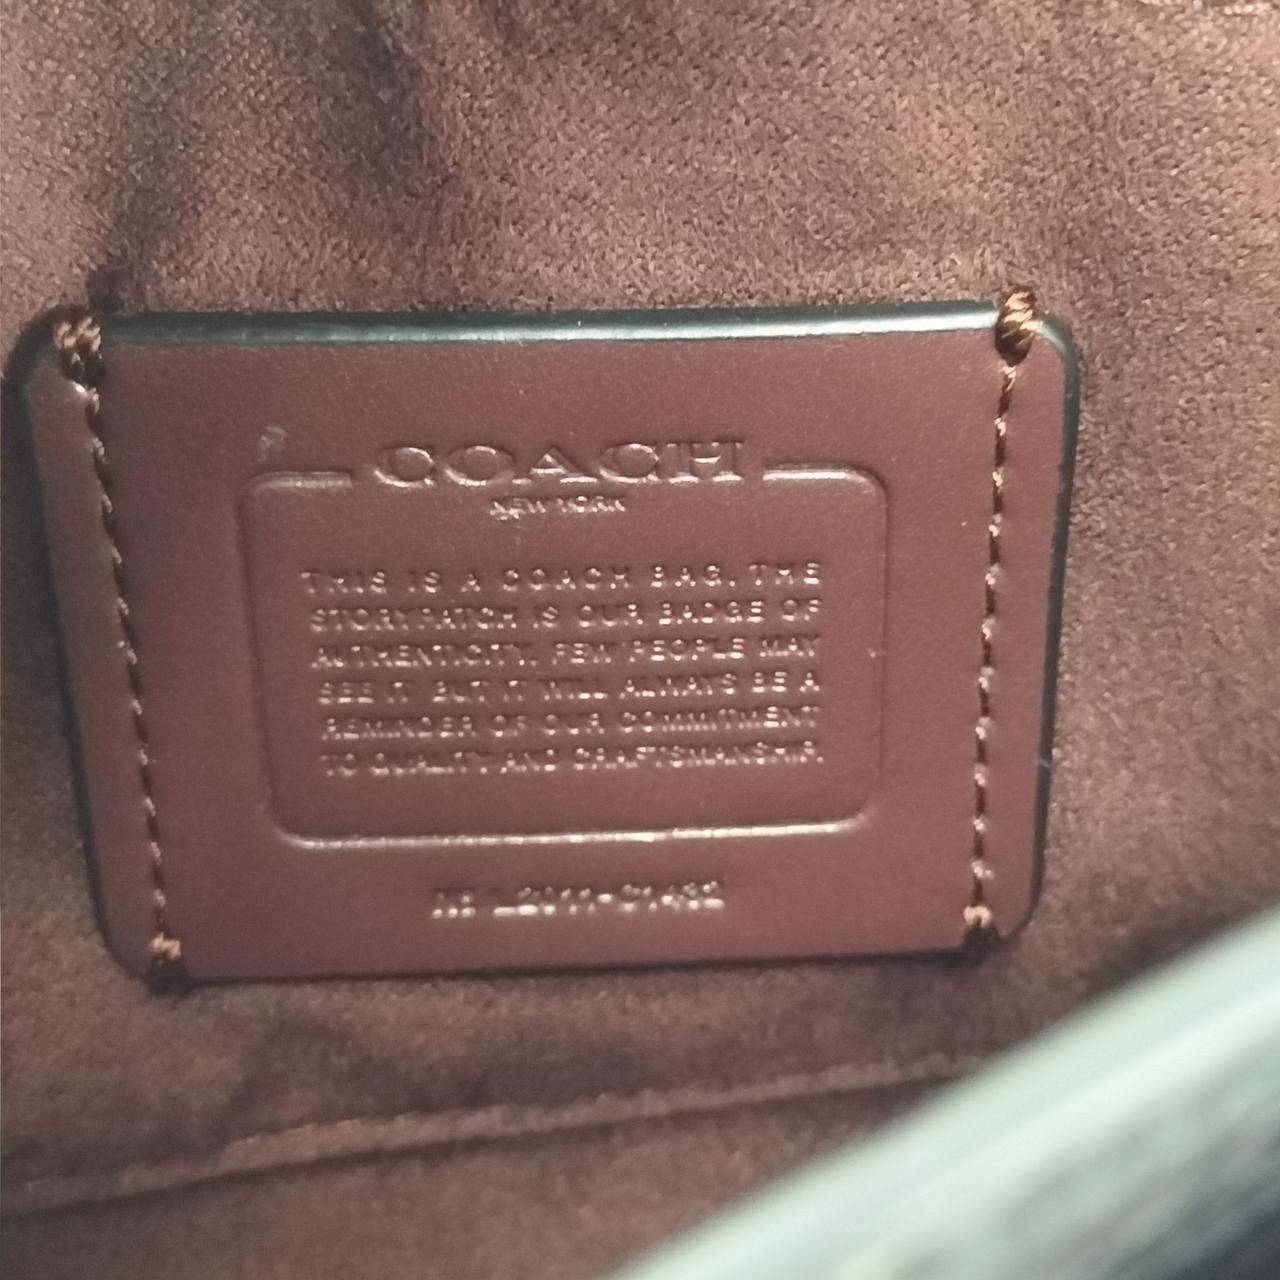 COACH
NEW YORK
THIS IS A COACH BAG. THE
STORYPATCH IS OUR BADGE OF
AUTHENTICITY. FEW PEOPLE MAY
SEE IT BUT IT WILL ALWAYS BE A
REMINDER OF OUR COMMITMENT
TO QUALITY AND CRAFTSMANSHIP.